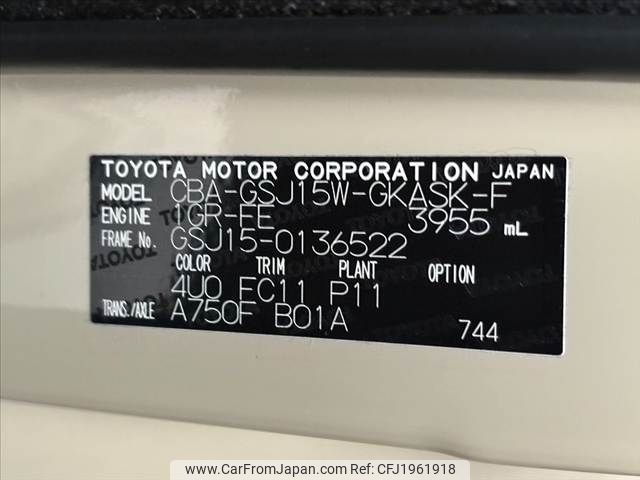 TOYOTA MOTOR CORPORATION JAPAN
MODEL CBA-GSJ15W-GKASK-F
ENGINE 1GR-FE 3955 mL
FRAME No. GSJ15-0136522
COLOR TRIM PLANT OPTION
4U0 FC11 P11
TRANS./AXLE A750F B01A
744
www.CarFromJapan.com - CFJ1961918